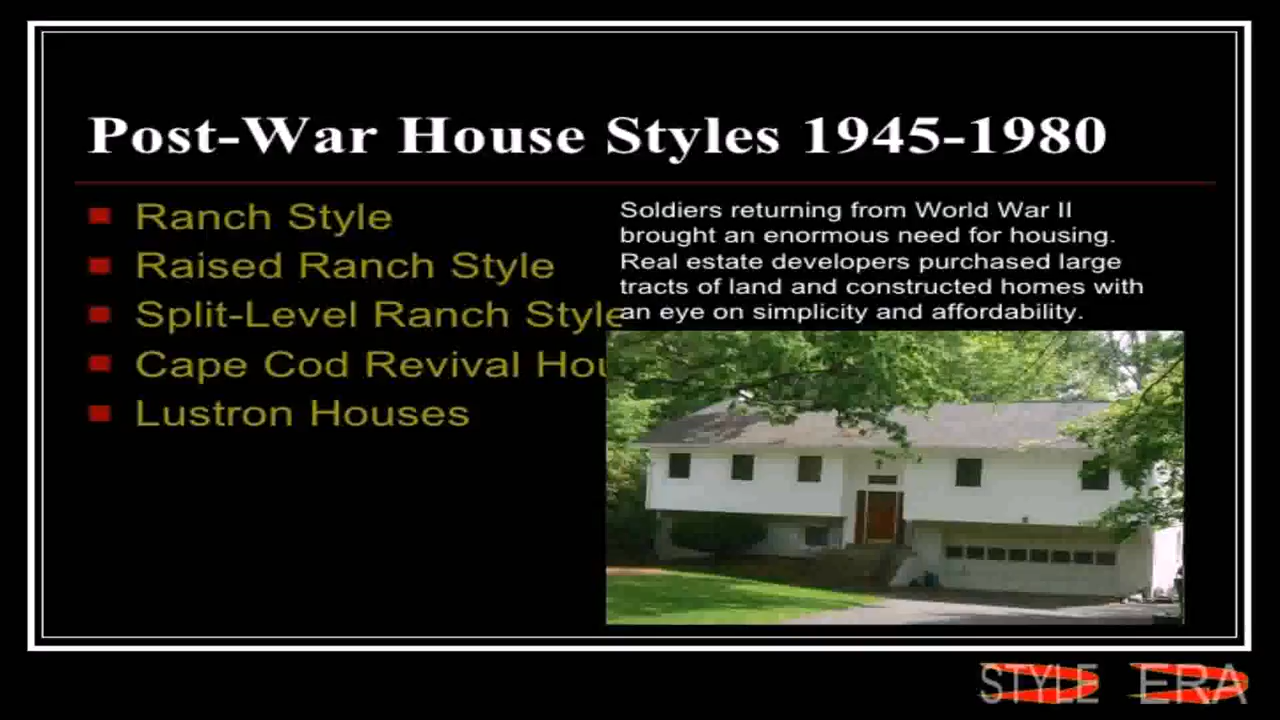 Post-War House Styles 1945-1980
Ranch Style
Raised Ranch Style
Split-Level Ranch Style
Cape Cod Revival Hou
Lustron Houses
Soldiers returning from World War II
brought an enormous need for housing.
Real estate developers purchased large
tracts of land and constructed homes with
an eye on simplicity and affordability.
STYLE ERA